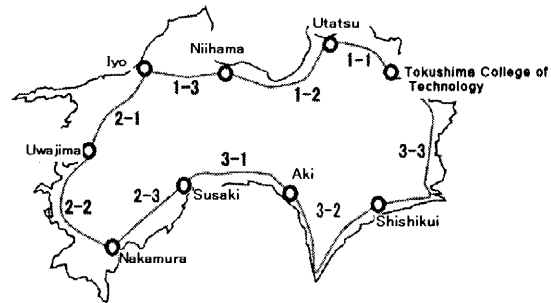 Utatsu
Niihama
Iyo
1-1
Tokushima College of
Technology
1-3
1-2
2-1
Uwajima
3-1
3-3
Aki
2-3
Susaki
2-2
3-2
Shishikui
Nakamura